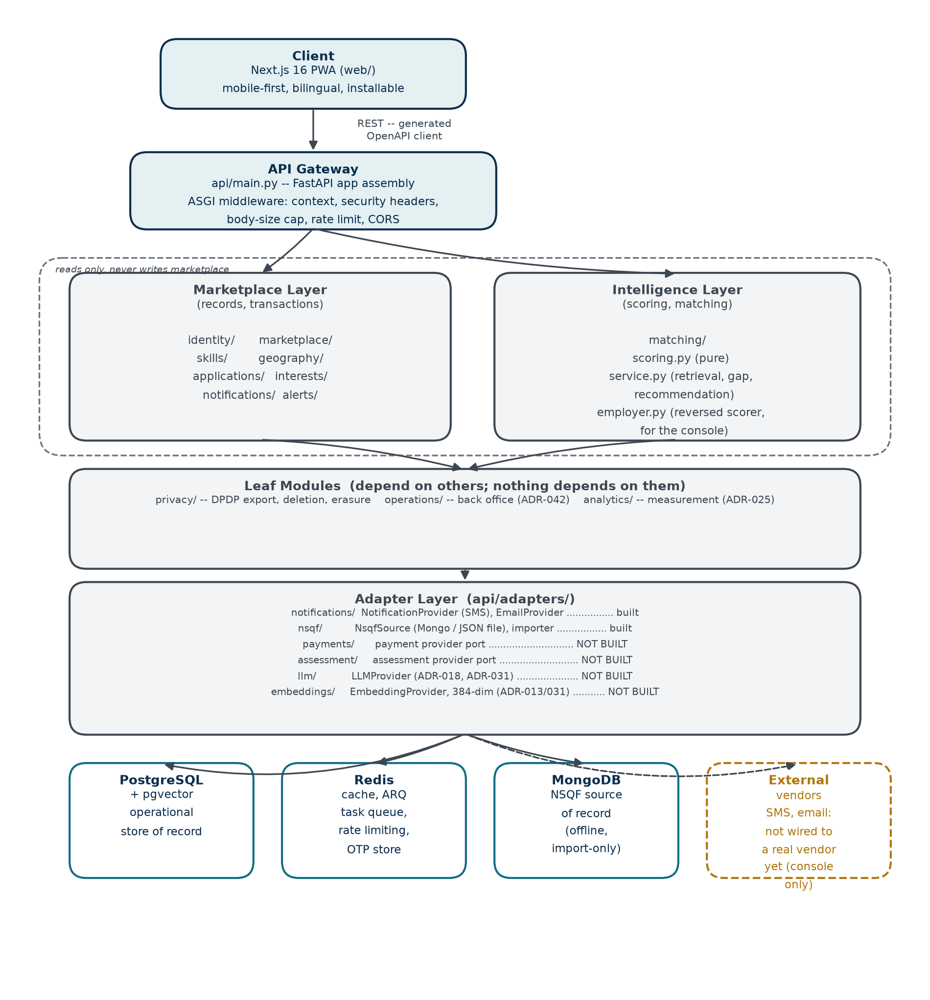 Client
Next.js 16 PWA (web/)
mobile-first, bilingual, installable
REST -- generated
OpenAPI client
API Gateway
api/main.py -- FastAPI app assembly
ASGI middleware: context, security headers,
body-size cap, rate limit, CORS
reads only, never writes marketplace
Marketplace Layer
(records, transactions)
identity/ marketplace/
skills/ geography/
applications/ interests/
notifications/ alerts/
Intelligence Layer
(scoring, matching)
matching/
scoring.py (pure)
service.py (retrieval, gap,
recommendation)
employer.py (reversed scorer,
for the console)
Leaf Modules (depend on others; nothing depends on them)
privacy/ -- DPDP export, deletion, erasure operations/ -- back office (ADR-042) analytics/ -- measurement (ADR-025)
Adapter Layer (api/adapters/)
notifications/ NotificationProvider (SMS), EmailProvider ................ built
nsqf/ NsqfSource (Mongo / JSON file), importer ................. built
payments/ payment provider port ............................. NOT BUILT
assessment/ assessment provider port ........................... NOT BUILT
llm/ LLMProvider (ADR-018, ADR-031) ..................... NOT BUILT
embeddings/ EmbeddingProvider, 384-dim (ADR-013/031) ........... NOT BUILT
PostgreSQL
+ pgvector
operational
store of record
Redis
cache, ARQ
task queue,
rate limiting,
OTP store
MongoDB
NSQF source
of record
(offline,
import-only)
External
vendors
SMS, email:
not wired to
a real vendor
yet (console
only)